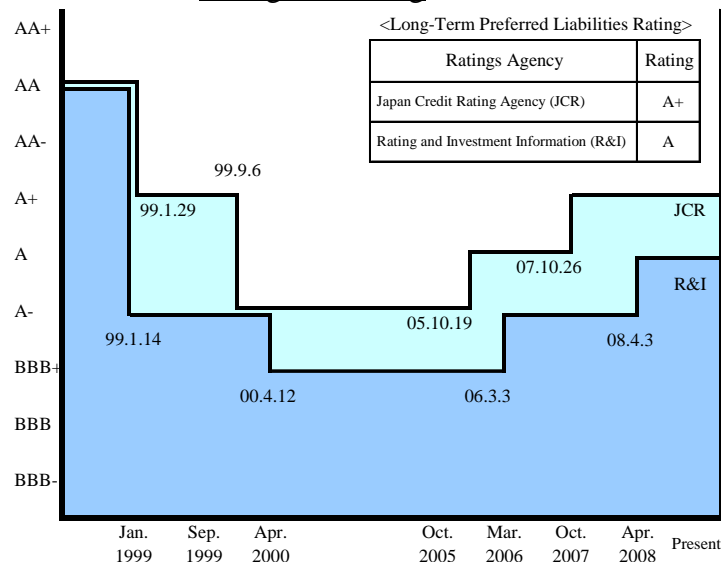 <Long-Term Preferred Liabilities Rating>
Ratings Agency Rating
Japan Credit Rating Agency (JCR) A+
Rating and Investment Information (R&I) A
AA+
AA
AA-
A+
A
A-
BBB+
BBB
BBB-
99.9.6
99.1.29
JCR
07.10.26
R&I
05.10.19
99.1.14
08.4.3
00.4.12
06.3.3
Jan. 1999
Sep. 1999
Apr. 2000
Oct. 2005
Mar. 2006
Oct. 2007
Apr. 2008
Present